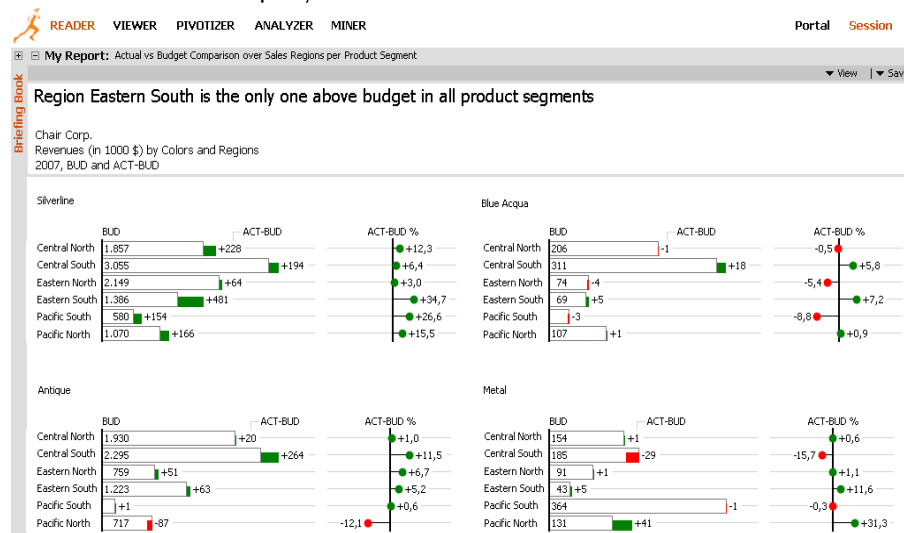 READER VIEWER PIVOTIZER ANALYZER MINER Portal Session
My Report: Actual vs Budget Comparison over Sales Regions per Product Segment
View | Sav
Briefing Book
Region Eastern South is the only one above budget in all product segments
Chair Corp.
Revenues (in 1000 $) by Colors and Regions
2007, BUD and ACT-BUD
Silverline
BUD ACT-BUD ACT-BUD %
Central North 1.857 +228 +12,3
Central South 3.055 +194 +6,4
Eastern North 2.149 +64 +3,0
Eastern South 1.386 +481 +34,7
Pacific South 580 +154 +26,6
Pacific North 1.070 +166 +15,5
Blue Acqua
BUD ACT-BUD ACT-BUD %
Central North 206 -1 -0,5
Central South 311 +18 +5,8
Eastern North 74 -4 -5,4
Eastern South 69 +5 +7,2
Pacific South -3 -8,8
Pacific North 107 +1 +0,9
Antique
BUD ACT-BUD ACT-BUD %
Central North 1.930 +20 +1,0
Central South 2.295 +264 +11,5
Eastern North 759 +51 +6,7
Eastern South 1.223 +63 +5,2
Pacific South +1 +0,6
Pacific North 717 -87 -12,1
Metal
BUD ACT-BUD ACT-BUD %
Central North 154 +1 +0,6
Central South 185 -29 -15,7
Eastern North 91 +1 +1,1
Eastern South 43 +5 +11,6
Pacific South 364 -1 -0,3
Pacific North 131 +41 +31,3